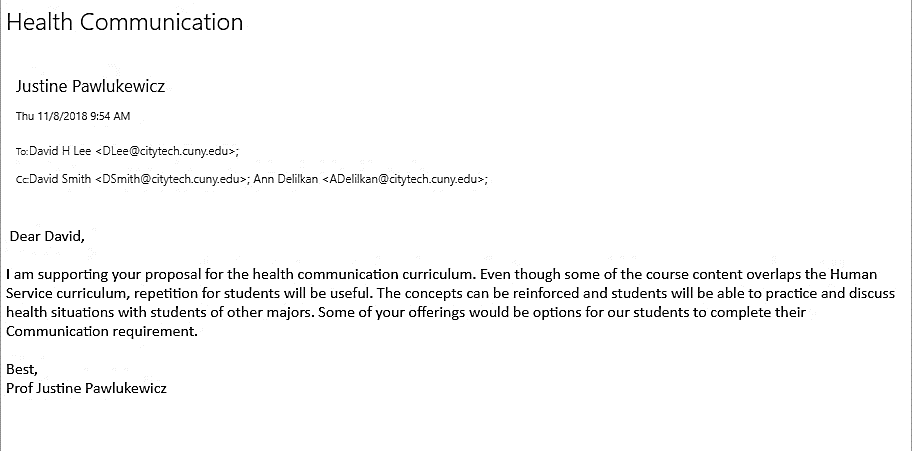 Health Communication
Justine Pawlukewicz
Thu 11/8/2018 9:54 AM
To:David H Lee <DLee@citytech.cuny.edu>;
Cc:David Smith <DSmith@citytech.cuny.edu>; Ann Delilkan <ADelilkan@citytech.cuny.edu>;
Dear David,
I am supporting your proposal for the health communication curriculum. Even though some of the course content overlaps the Human
Service curriculum, repetition for students will be useful. The concepts can be reinforced and students will be able to practice and discuss
health situations with students of other majors. Some of your offerings would be options for our students to complete their
Communication requirement.
Best,
Prof Justine Pawlukewicz